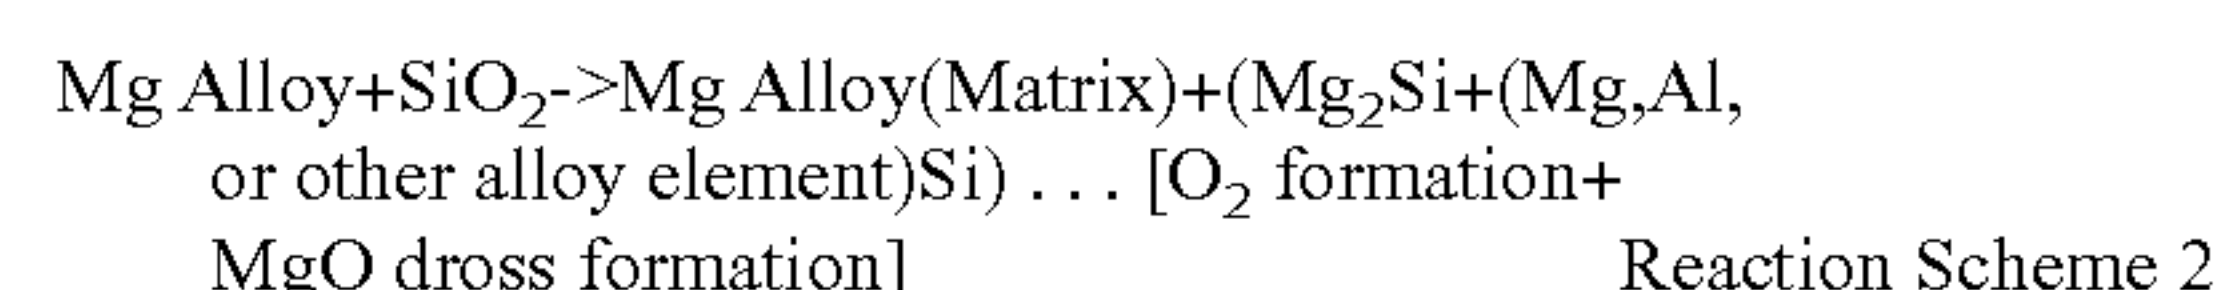 Mg Alloy+SiO₂->Mg Alloy(Matrix)+(Mg₂Si+(Mg,Al,
or other alloy element)Si) . . . [O₂ formation+
MgO dross formation] Reaction Scheme 2